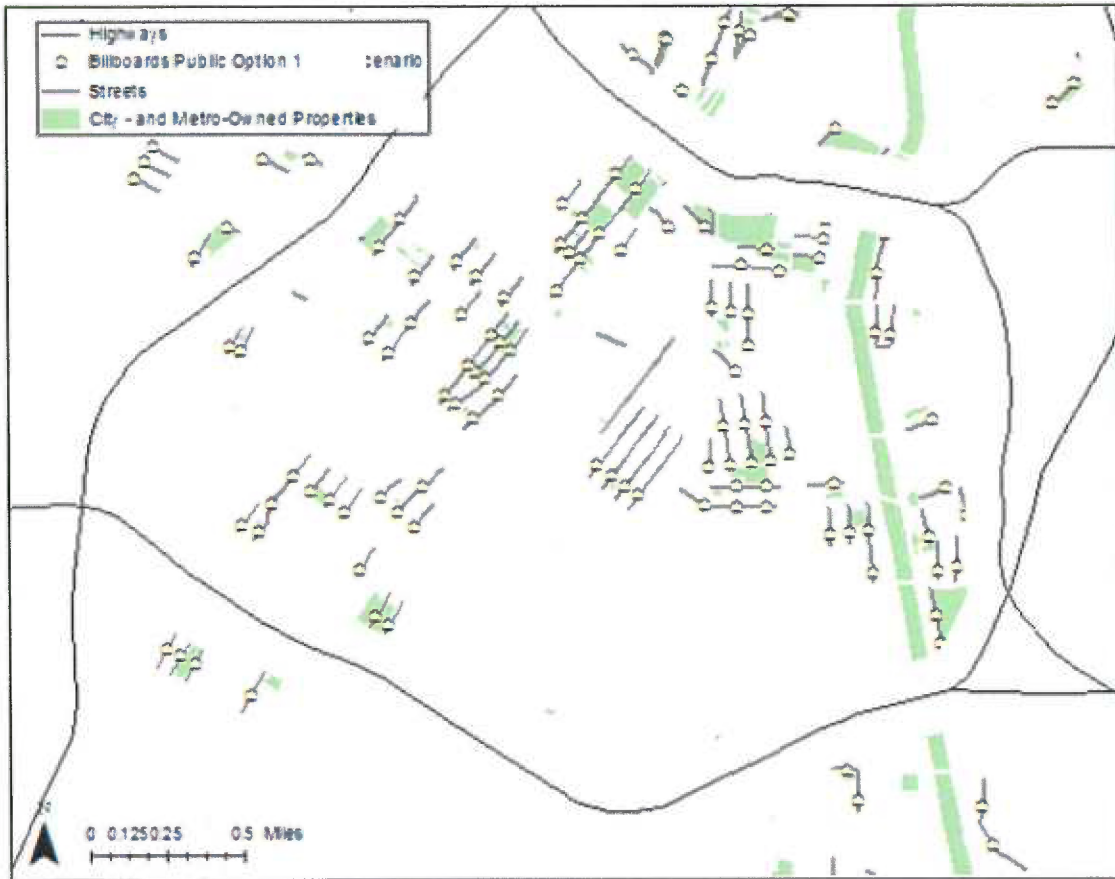 Highways
Billboards Public Option 1 cenario
Streets
City - and Metro-Owned Properties
0 0.125 0.25 0.5 Miles